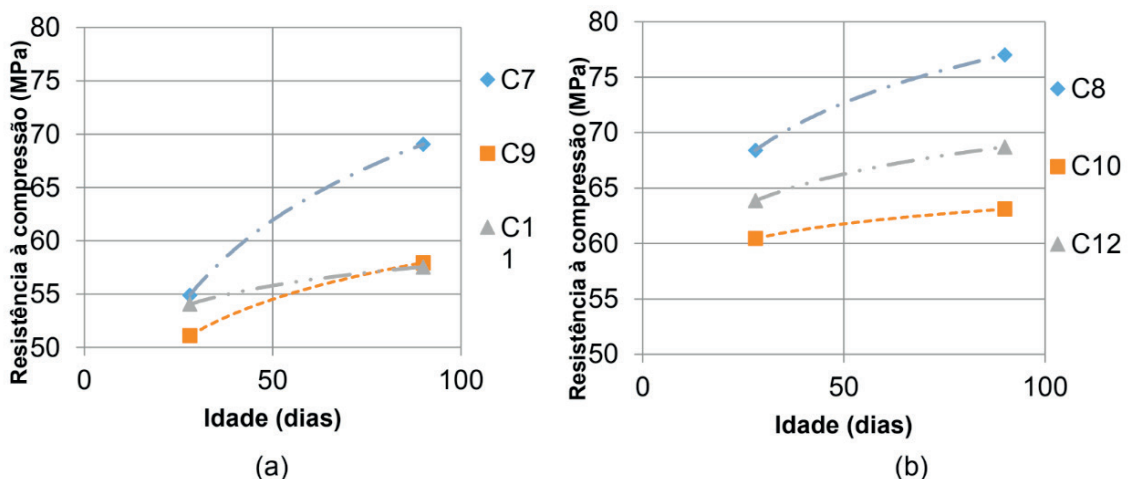 80
75
70
65
60
55
50
0
50
100
Resistência à compressão (MPa)
Idade (dias)
C7
C9
C1
1
(a)
80
75
70
65
60
55
50
0
50
100
Resistência à compressão (MPa)
Idade (dias)
C8
C10
C12
(b)